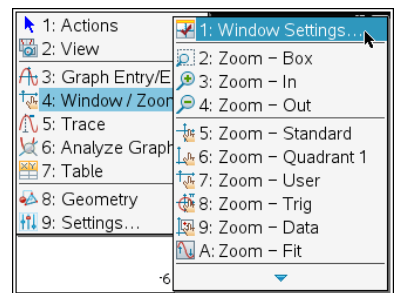 1: Actions
2: View
3: Graph Entry/E
4: Window / Zoor
5: Trace
6: Analyze Graph
7: Table
8: Geometry
9: Settings...
-6
1: Window Settings...
2: Zoom – Box
3: Zoom – In
4: Zoom – Out
5: Zoom – Standard
6: Zoom – Quadrant 1
7: Zoom – User
8: Zoom – Trig
9: Zoom – Data
A: Zoom – Fit